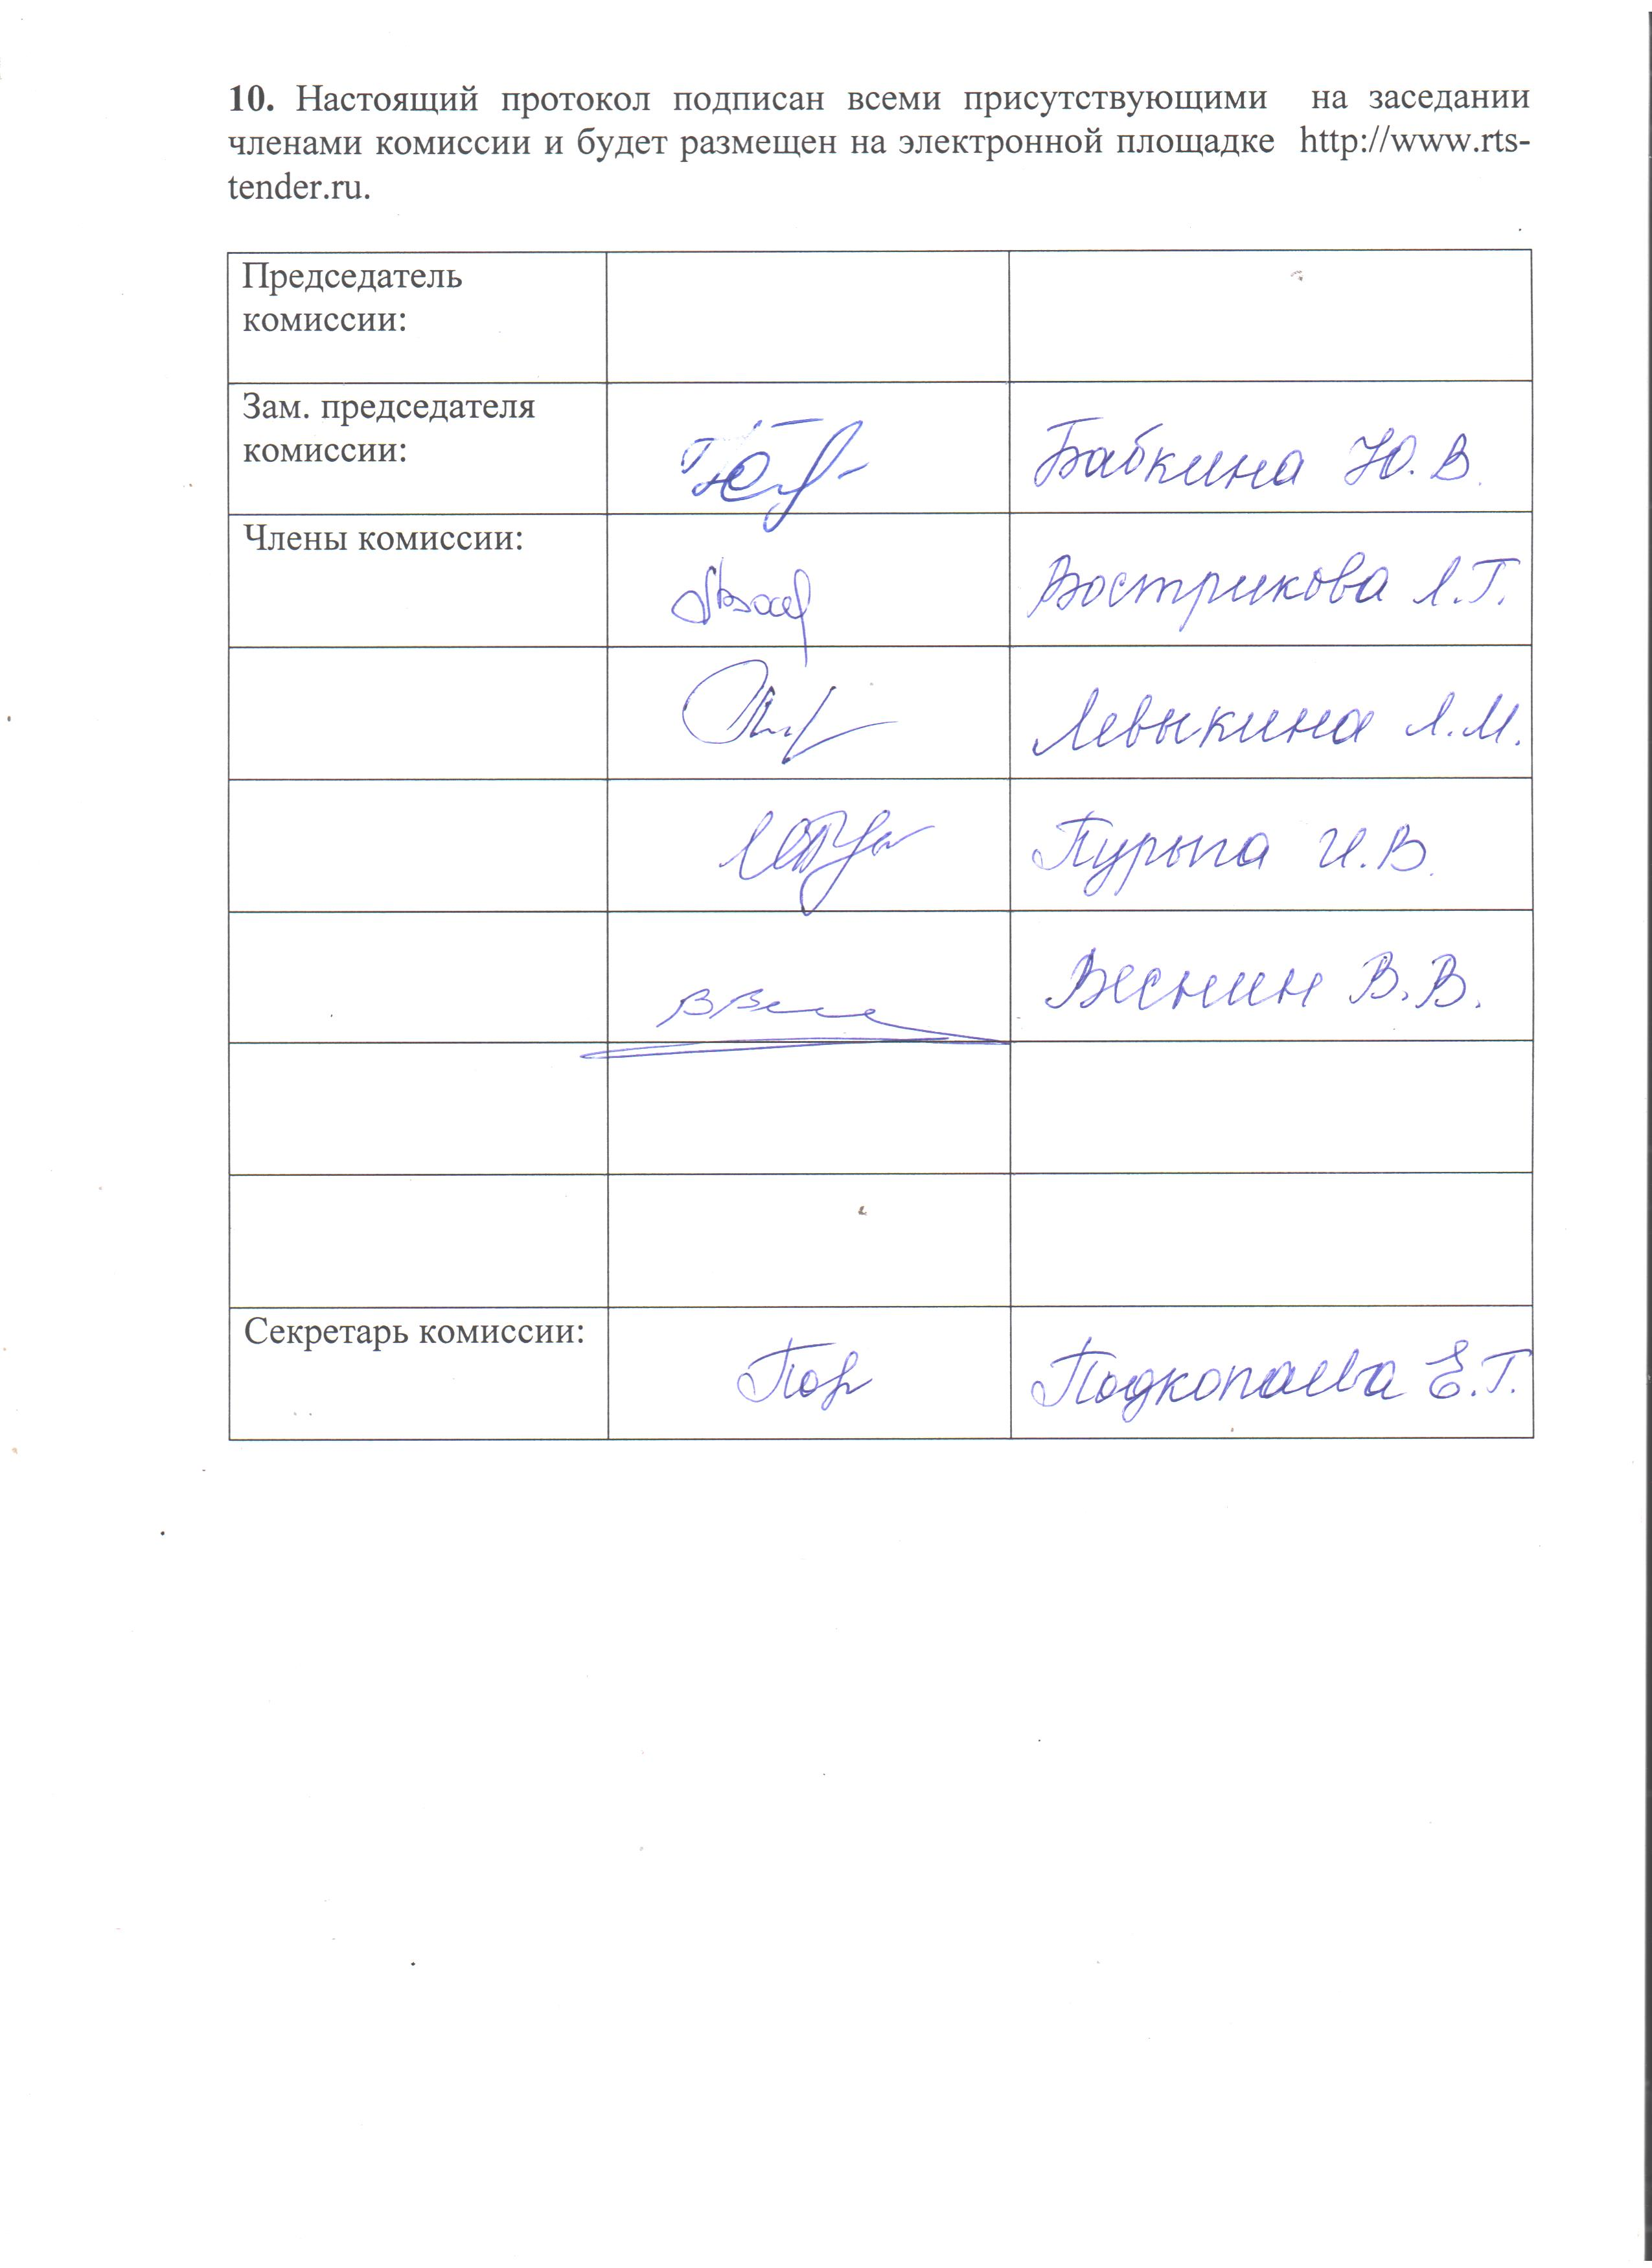 10. Настоящий протокол подписан всеми присутствующими на заседании
членами комиссии и будет размещен на электронной площадке http://www.rts-
tender.ru.
Председатель
комиссии:
Зам. председателя
комиссии:
Бабкина Ю. В.
Члены комиссии:
Вострикова Л.Г.
Левыкина Л.М.
Пурыга И.В.
Веснин В.В.
Секретарь комиссии:
Подкопаева Е.Г.